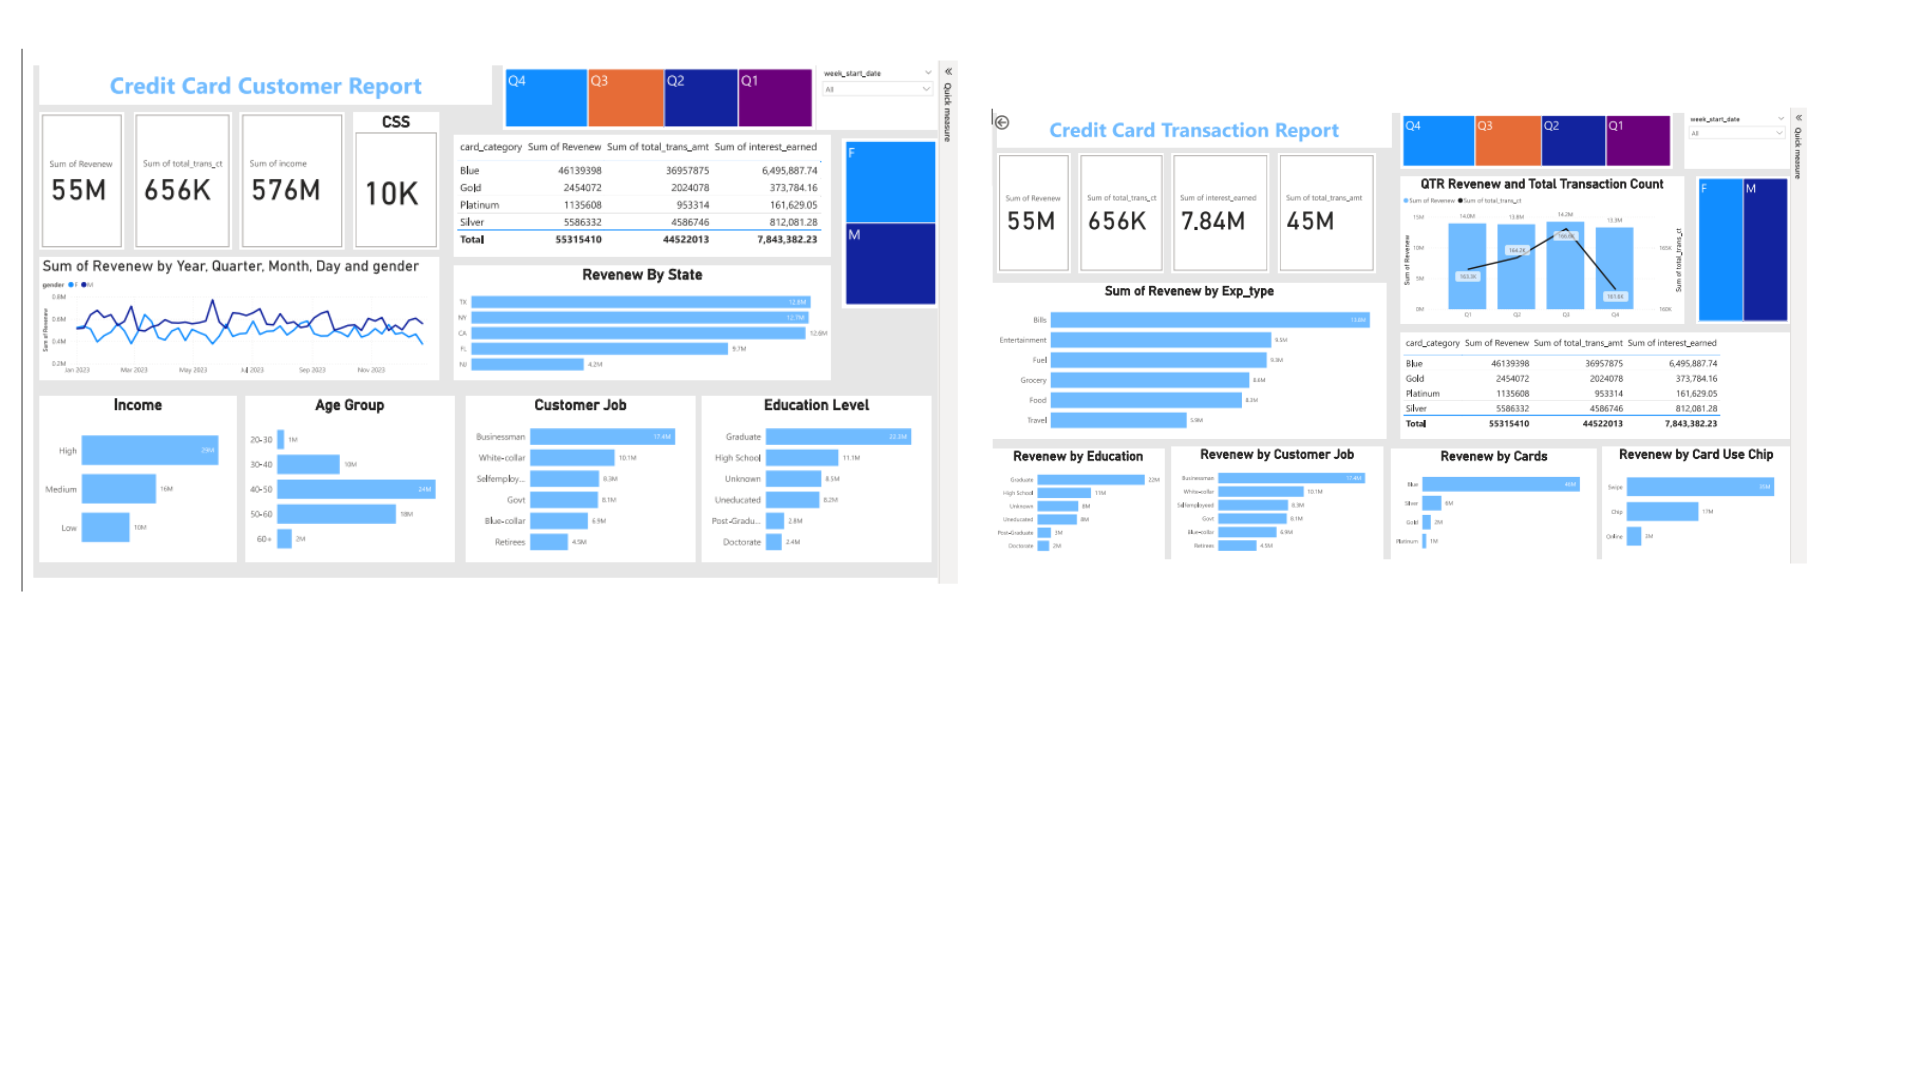 Credit Card Customer Report
Q4 Q3 Q2 Q1
week_start_date
All
Quick measure
Sum of Revenew
55M
Sum of total_trans_ct
656K
Sum of income
576M
CSS
10K
card_category Sum of Revenew Sum of total_trans_amt Sum of interest_earned
Blue 46139398 36957875 6,495,887.74
Gold 2454072 2024078 373,784.16
Platinum 1135608 953314 161,629.05
Silver 5586332 4586746 812,081.28
Total 55315410 44522013 7,843,382.23
F
M
Sum of Revenew by Year, Quarter, Month, Day and gender
gender F M
Sum of Revenew
0.8M
0.6M
0.4M
0.2M
Jan 2023 Mar 2023 May 2023 Jul 2023 Sep 2023 Nov 2023
Revenew By State
TX 12.8M
NY 12.7M
CA 12.6M
FL 9.7M
NJ 4.2M
Income
High 29M
Medium 16M
Low 10M
Age Group
20-30 1M
30-40 10M
40-50 24M
50-60 18M
60+ 2M
Customer Job
Businessman 17.4M
White-collar 10.1M
Selfemploy... 8.3M
Govt 8.1M
Blue-collar 6.9M
Retirees 4.5M
Education Level
Graduate 22.3M
High School 11.1M
Unknown 8.5M
Uneducated 8.2M
Post-Gradu... 2.8M
Doctorate 2.4M
Credit Card Transaction Report
Q4 Q3 Q2 Q1
week_start_date
All
Quick measure
Sum of Revenew
55M
Sum of total_trans_ct
656K
Sum of interest_earned
7.84M
Sum of total_trans_amt
45M
QTR Revenew and Total Transaction Count
Sum of Revenew Sum of total_trans_ct
Sum of Revenew
15M
10M
5M
0M
14.0M 13.8M 14.2M 13.3M
163.3K 164.2K 166.6K 161.6K
165K
160K
Sum of total_trans_ct
Q1 Q2 Q3 Q4
F M
Sum of Revenew by Exp_type
Bills
Entertainment 9.5M
Fuel 9.3M
Grocery 8.6M
Food 8.3M
Travel 5.9M
card_category Sum of Revenew Sum of total_trans_amt Sum of interest_earned
Blue 46139398 36957875 6,495,887.74
Gold 2454072 2024078 373,784.16
Platinum 1135608 953314 161,629.05
Silver 5586332 4586746 812,081.28
Total 55315410 44522013 7,843,382.23
Revenew by Education
Graduate 22M
High School 11M
Unknown 8M
Uneducated 8M
Post-Graduate 3M
Doctorate 2M
Revenew by Customer Job
Businessman 17.4M
White-collar 10.1M
Selfemployeed 8.3M
Govt 8.1M
Blue-collar 6.9M
Retirees 4.5M
Revenew by Cards
Blue 46M
Silver 6M
Gold 2M
Platinum 1M
Revenew by Card Use Chip
Swipe 35M
Chip 17M
Online 3M